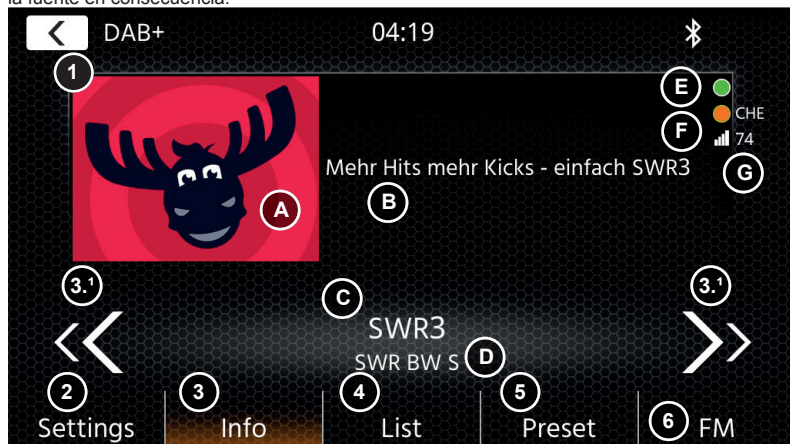 la fuente en consecuencia.
DAB+ 04:19
1
E
F CHE
74
G
Mehr Hits mehr Kicks - einfach SWR3
A B
3.¹ C 3.¹
SWR3
SWR BW S D
2 3 4 5
Settings Info List Preset 6 FM